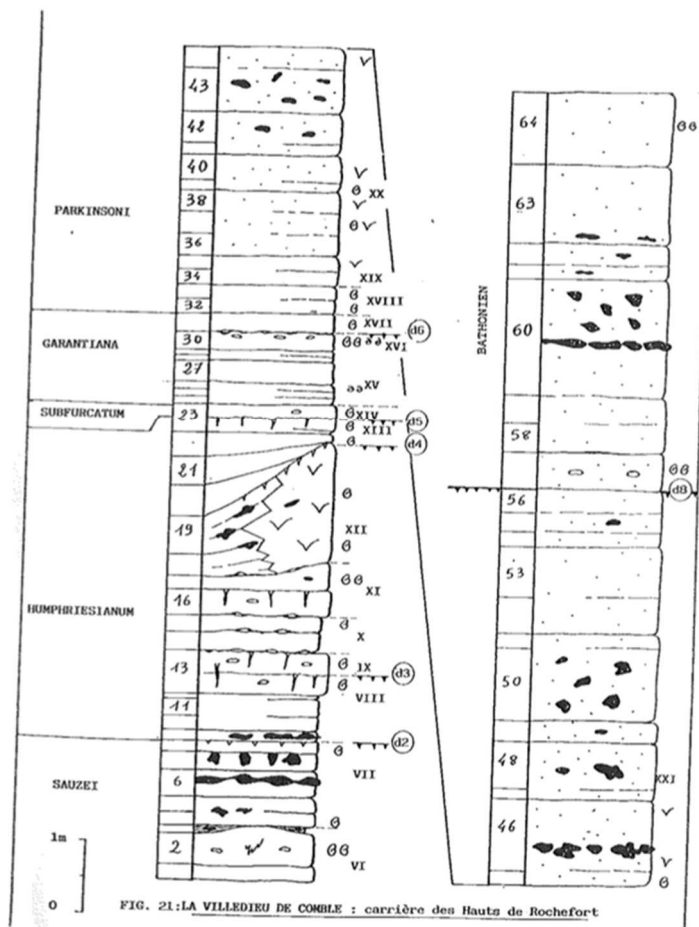 43
42
40
38
36
34
32
30
27
23
21
19
16
13
11
6
2
PARKINSONI
GARANTIANA
SUBFURCATUM
HUMPHRIESIANUM
SAUZEI
XX
XIX
XVIII
XVII
d6
XVI
XV
XIV
d5
XIII
d4
XII
XI
X
IX
d3
VIII
d2
VII
VI
1m
0
BATHONIEN
64
63
60
58
56
d8
53
50
48
XXI
46
FIG. 21:LA VILLEDIEU DE COMBLE : carrière des Hauts de Rochefort